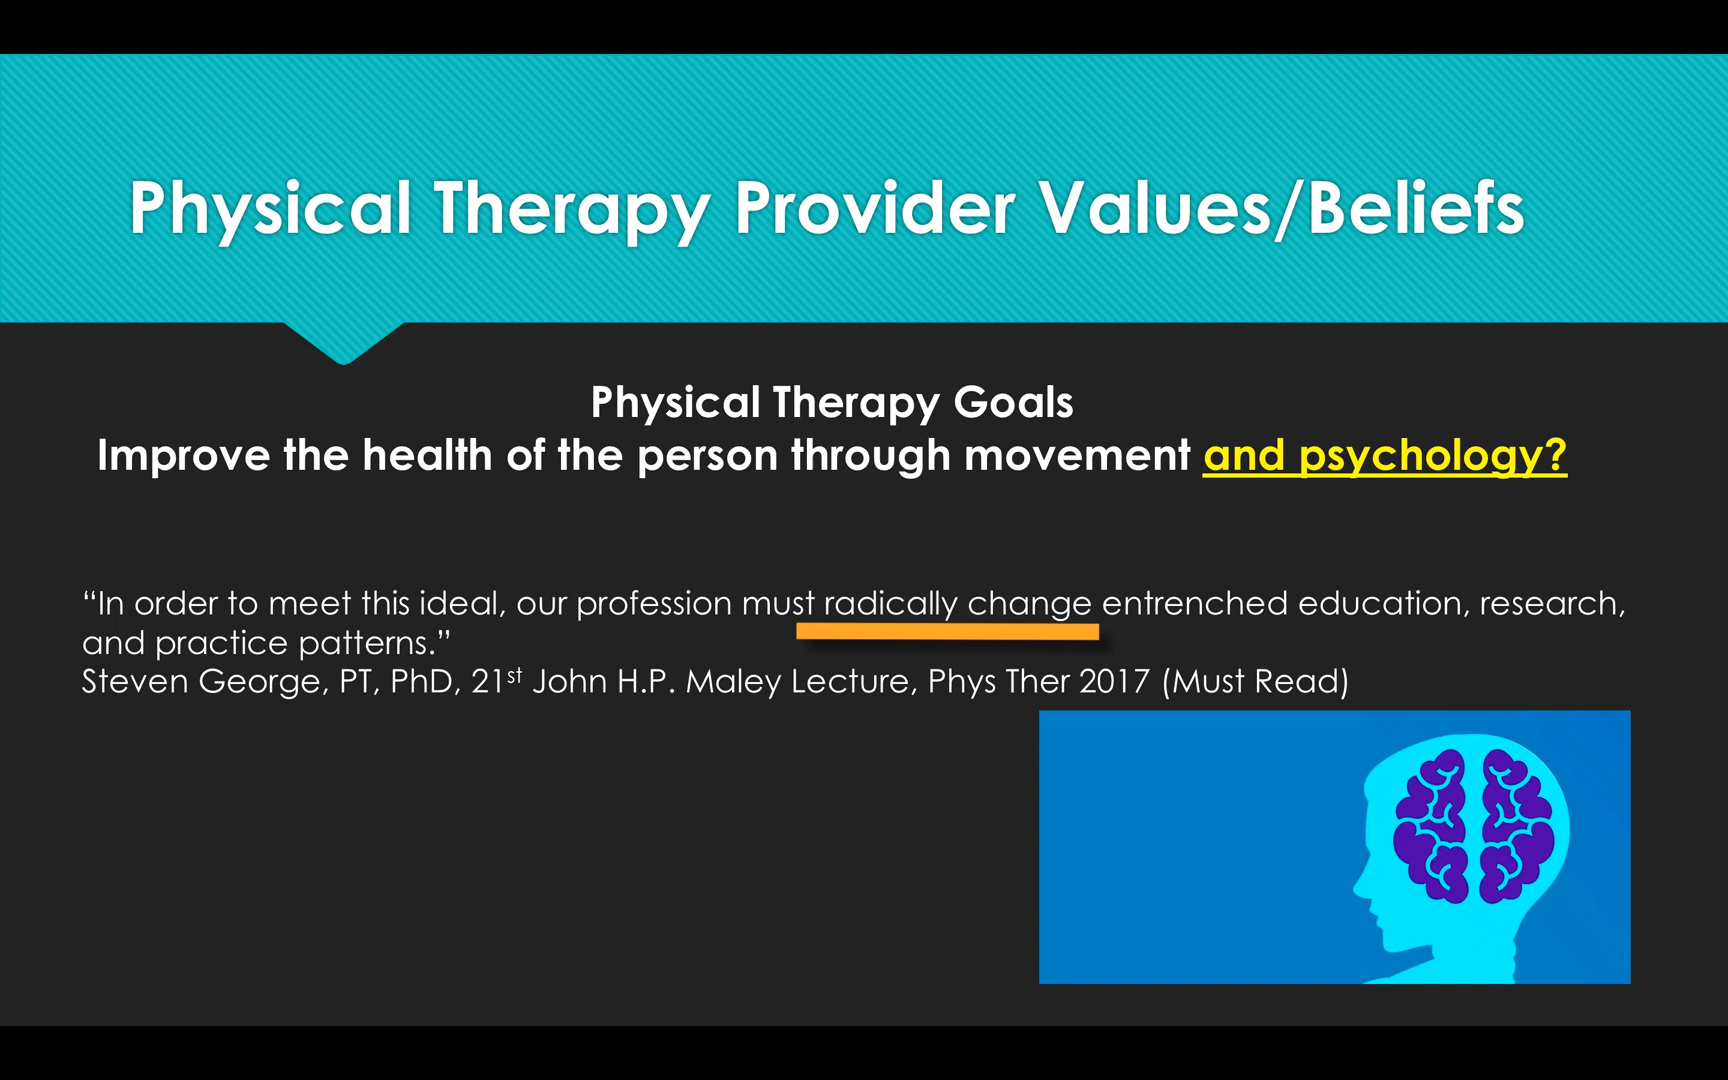 Physical Therapy Provider Values/Beliefs
Physical Therapy Goals
Improve the health of the person through movement and psychology?
“In order to meet this ideal, our profession must radically change entrenched education, research,
and practice patterns.”
Steven George, PT, PhD, 21st John H.P. Maley Lecture, Phys Ther 2017 (Must Read)